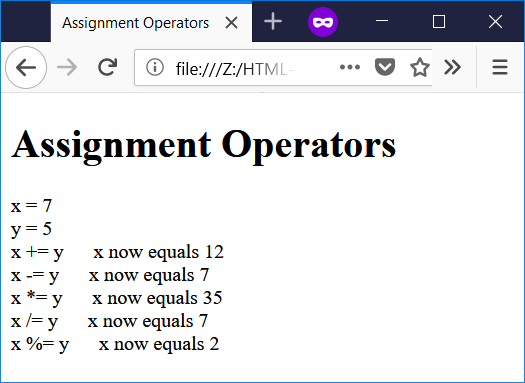 Assignment Operators
file:///Z:/HTML-
Assignment Operators
x = 7
y = 5
x += y x now equals 12
x -= y x now equals 7
x *= y x now equals 35
x /= y x now equals 7
x %= y x now equals 2